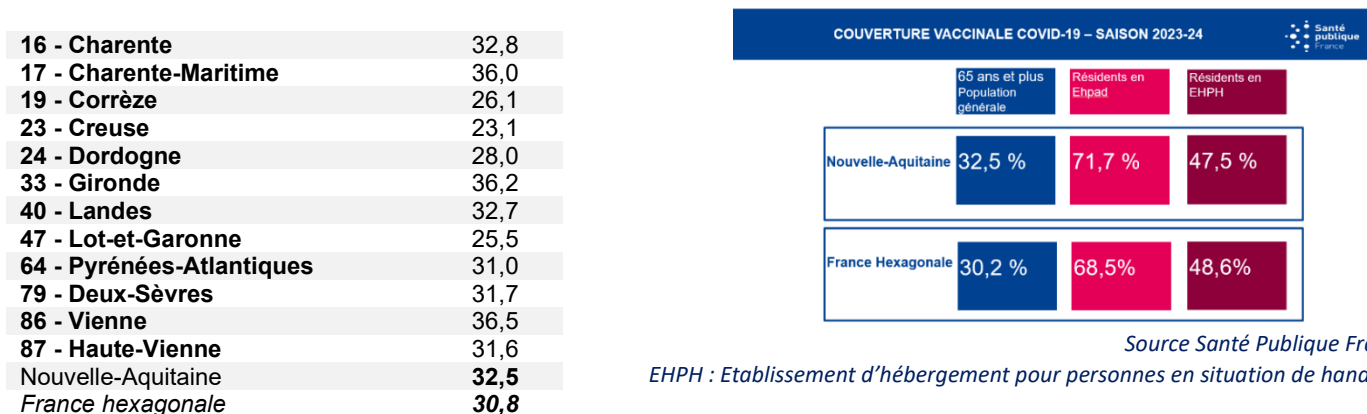 16 - Charente 32,8
17 - Charente-Maritime 36,0
19 - Corrèze 26,1
23 - Creuse 23,1
24 - Dordogne 28,0
33 - Gironde 36,2
40 - Landes 32,7
47 - Lot-et-Garonne 25,5
64 - Pyrénées-Atlantiques 31,0
79 - Deux-Sèvres 31,7
86 - Vienne 36,5
87 - Haute-Vienne 31,6
Nouvelle-Aquitaine 32,5
France hexagonale 30,8
COUVERTURE VACCINALE COVID-19 – SAISON 2023-24
Santé
publique
France
65 ans et plus
Population
générale
Résidents en
Ehpad
Résidents en
EHPH
Nouvelle-Aquitaine 32,5 % 71,7 % 47,5 %
France Hexagonale 30,2 % 68,5% 48,6%
Source Santé Publique Fra
EHPH : Etablissement d’hébergement pour personnes en situation de hand